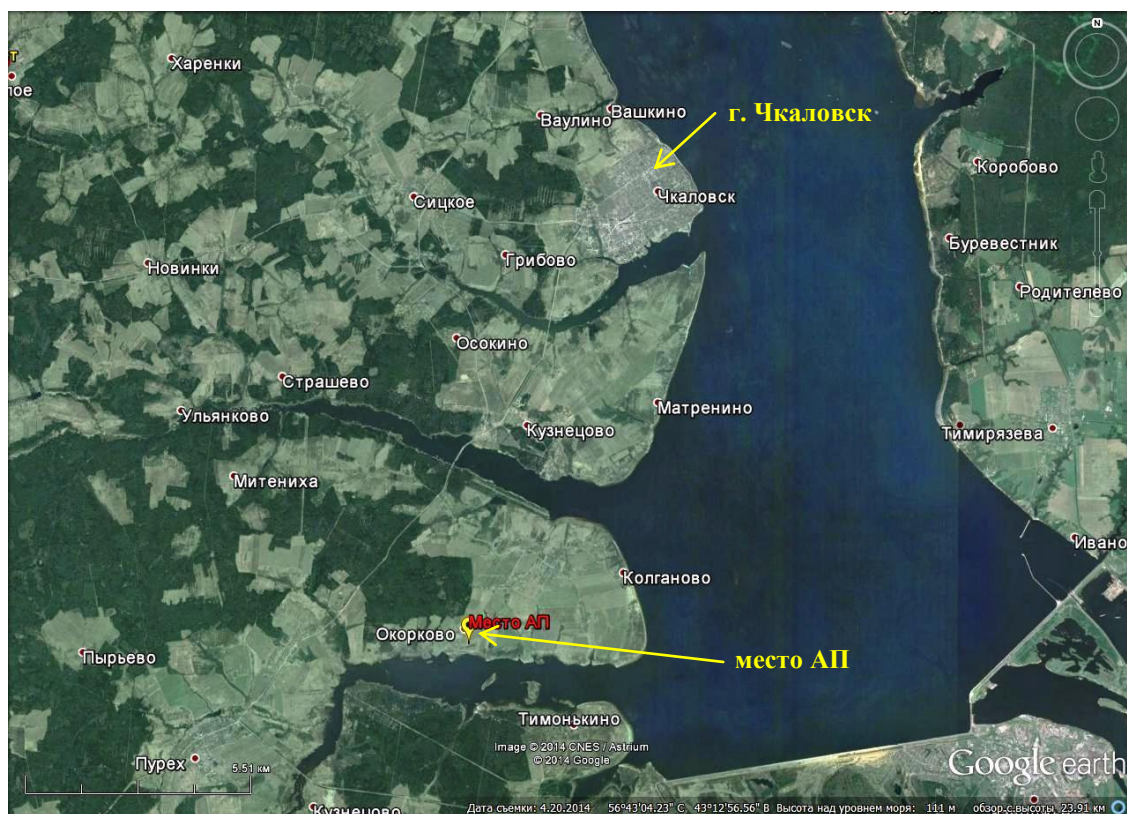 N
т
лое
Харенки
Ваулино
Вашкино
г. Чкаловск
Коробово
Сицкое
Чкаловск
Буревестник
Новинки
Грибово
Родителево
Осокино
Страшево
Ульянково
Матренино
Кузнецово
Тимирязева
Митениха
Ивано
Колганово
Место АП
Окорково
Пырьево
место АП
Тимонькино
Image © 2014 CNES / Astrium
© 2014 Google
Пурех
5.51 км
Google earth
Кузнецово
Дата съемки: 4.20.2014 56°43'04.23" С 43°12'56.56" В Высота над уровнем моря: 111 м обзор с высоты 23.91 км